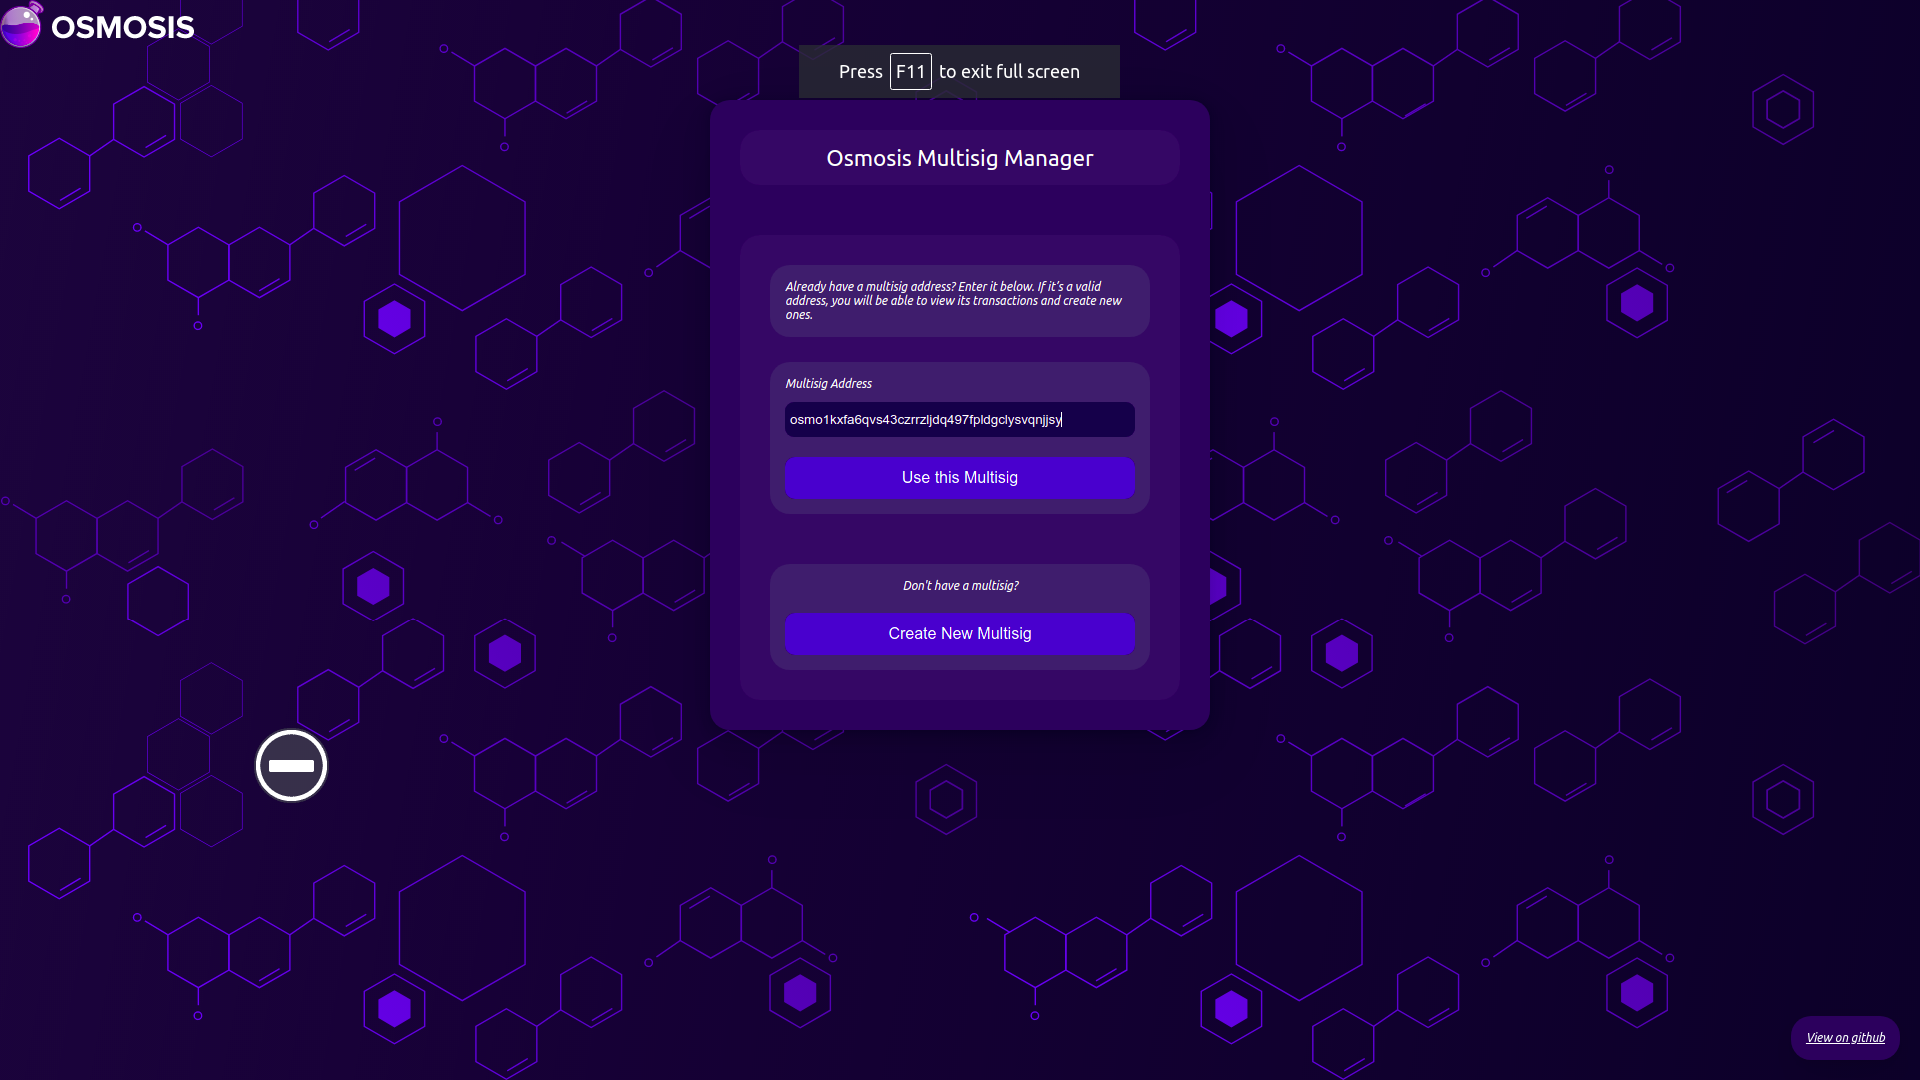 OSMOSIS
Press F11 to exit full screen
Osmosis Multisig Manager
Already have a multisig address? Enter it below. If it's a valid
address, you will be able to view its transactions and create new
ones.
Multisig Address
osmo1kxfa6qvs43czrrzljdq497fpldgclysvqnjjsy
Use this Multisig
Don't have a multisig?
Create New Multisig
View on github